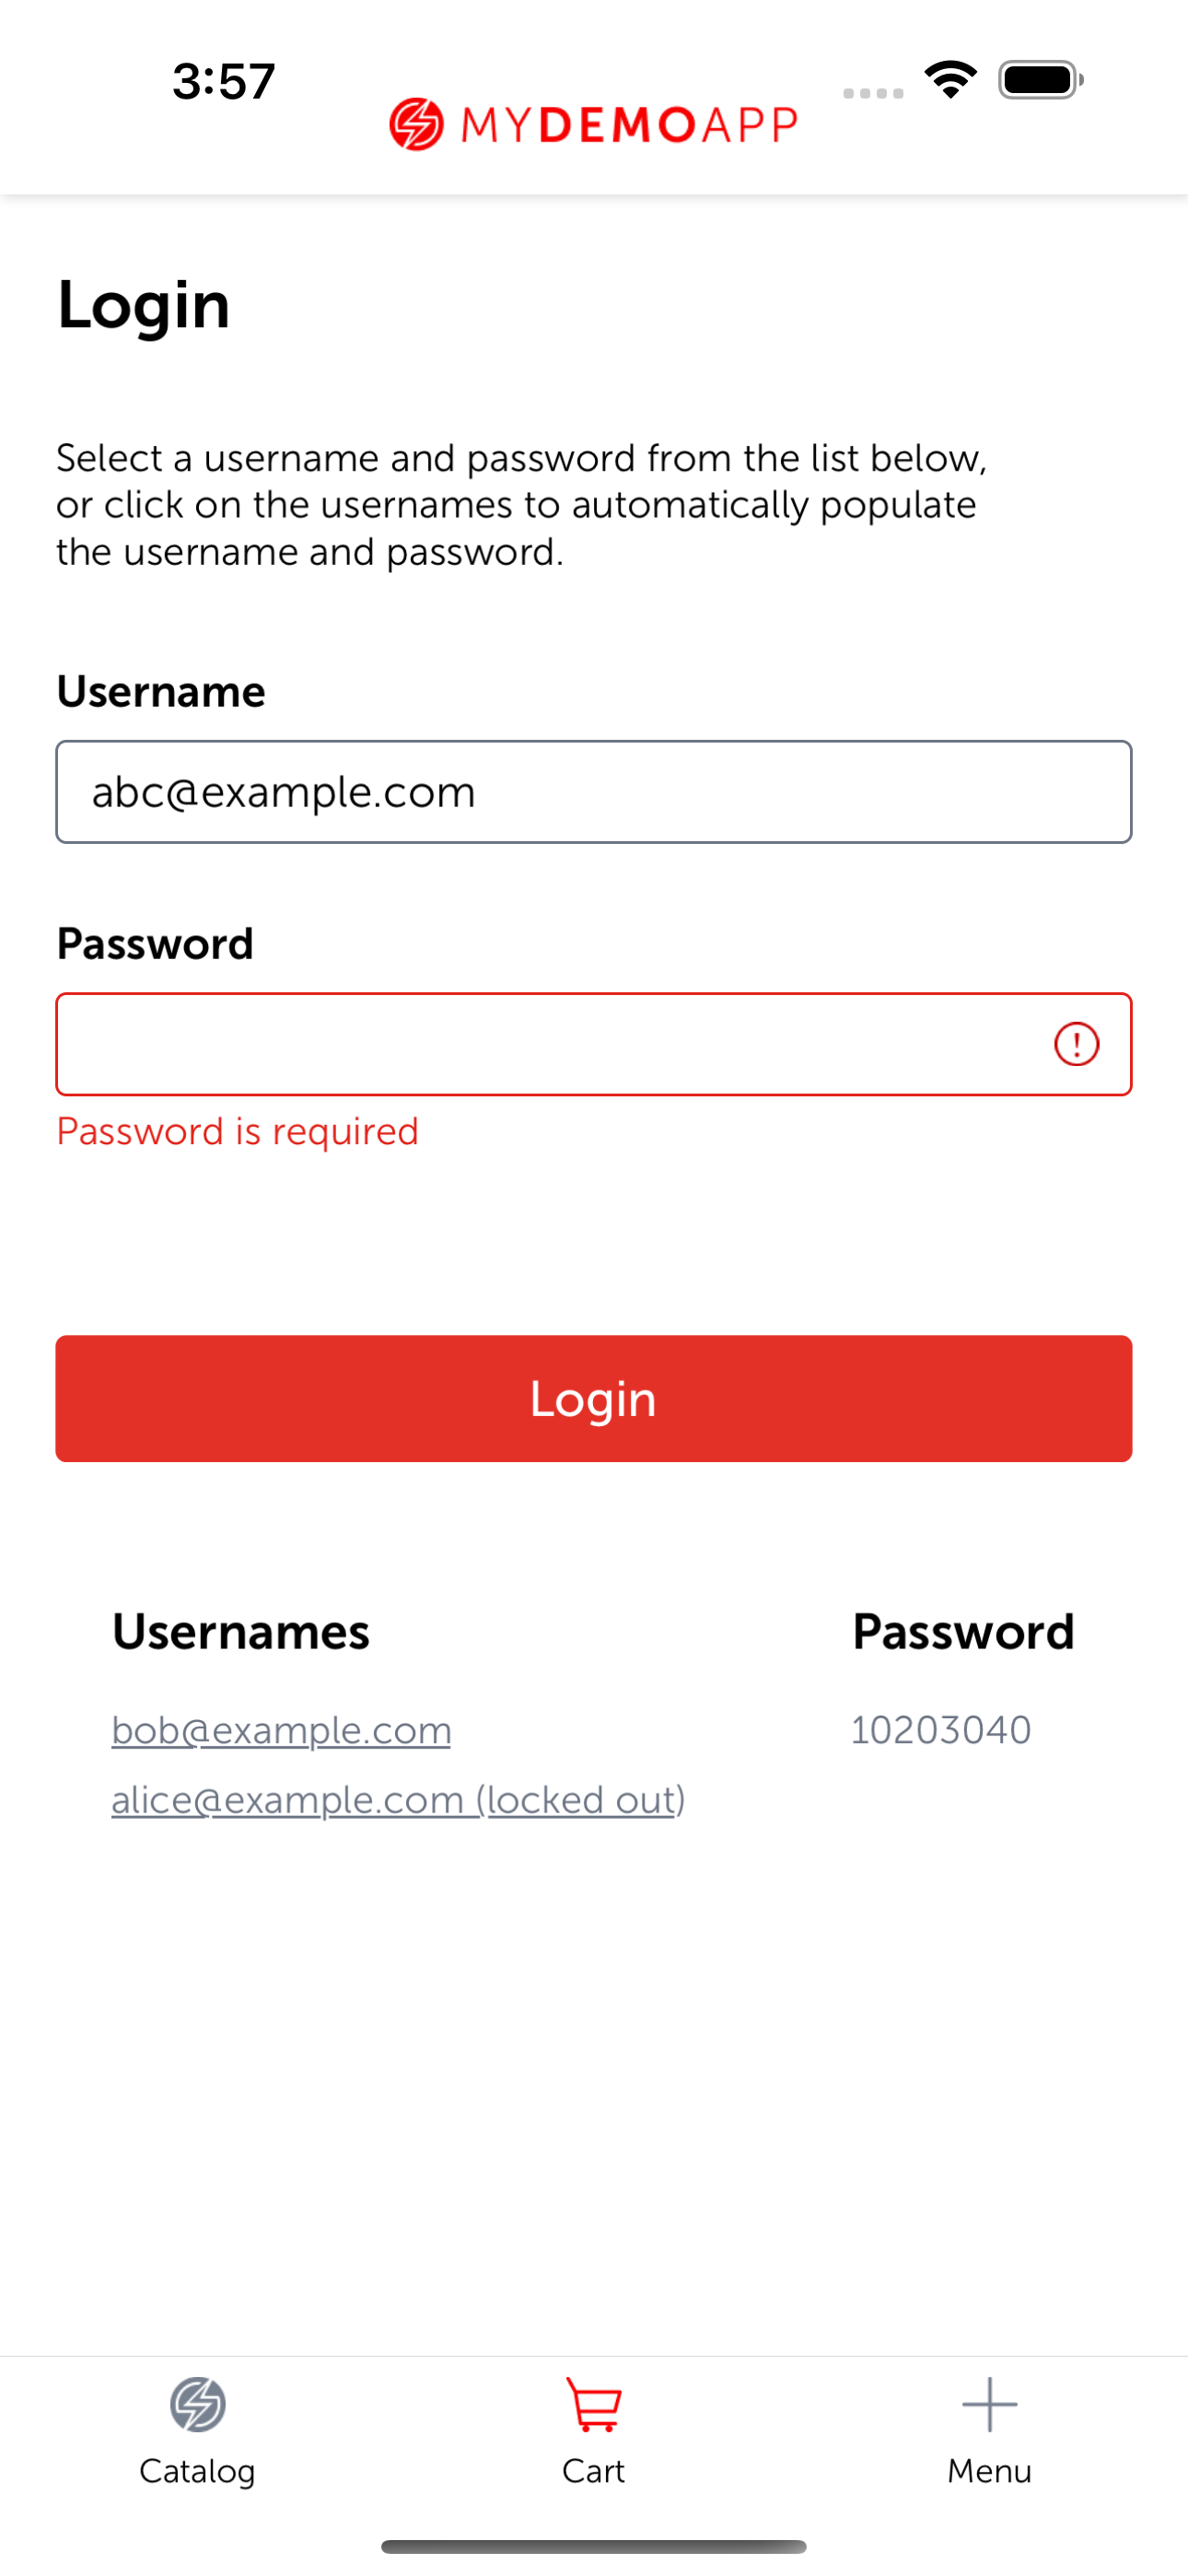 3:57
MYDEMOAPP
Login
Select a username and password from the list below,
or click on the usernames to automatically populate
the username and password.
Username
abc@example.com
Password
Password is required
Login
Usernames
Password
bob@example.com
10203040
alice@example.com (locked out)
Catalog
Cart
Menu